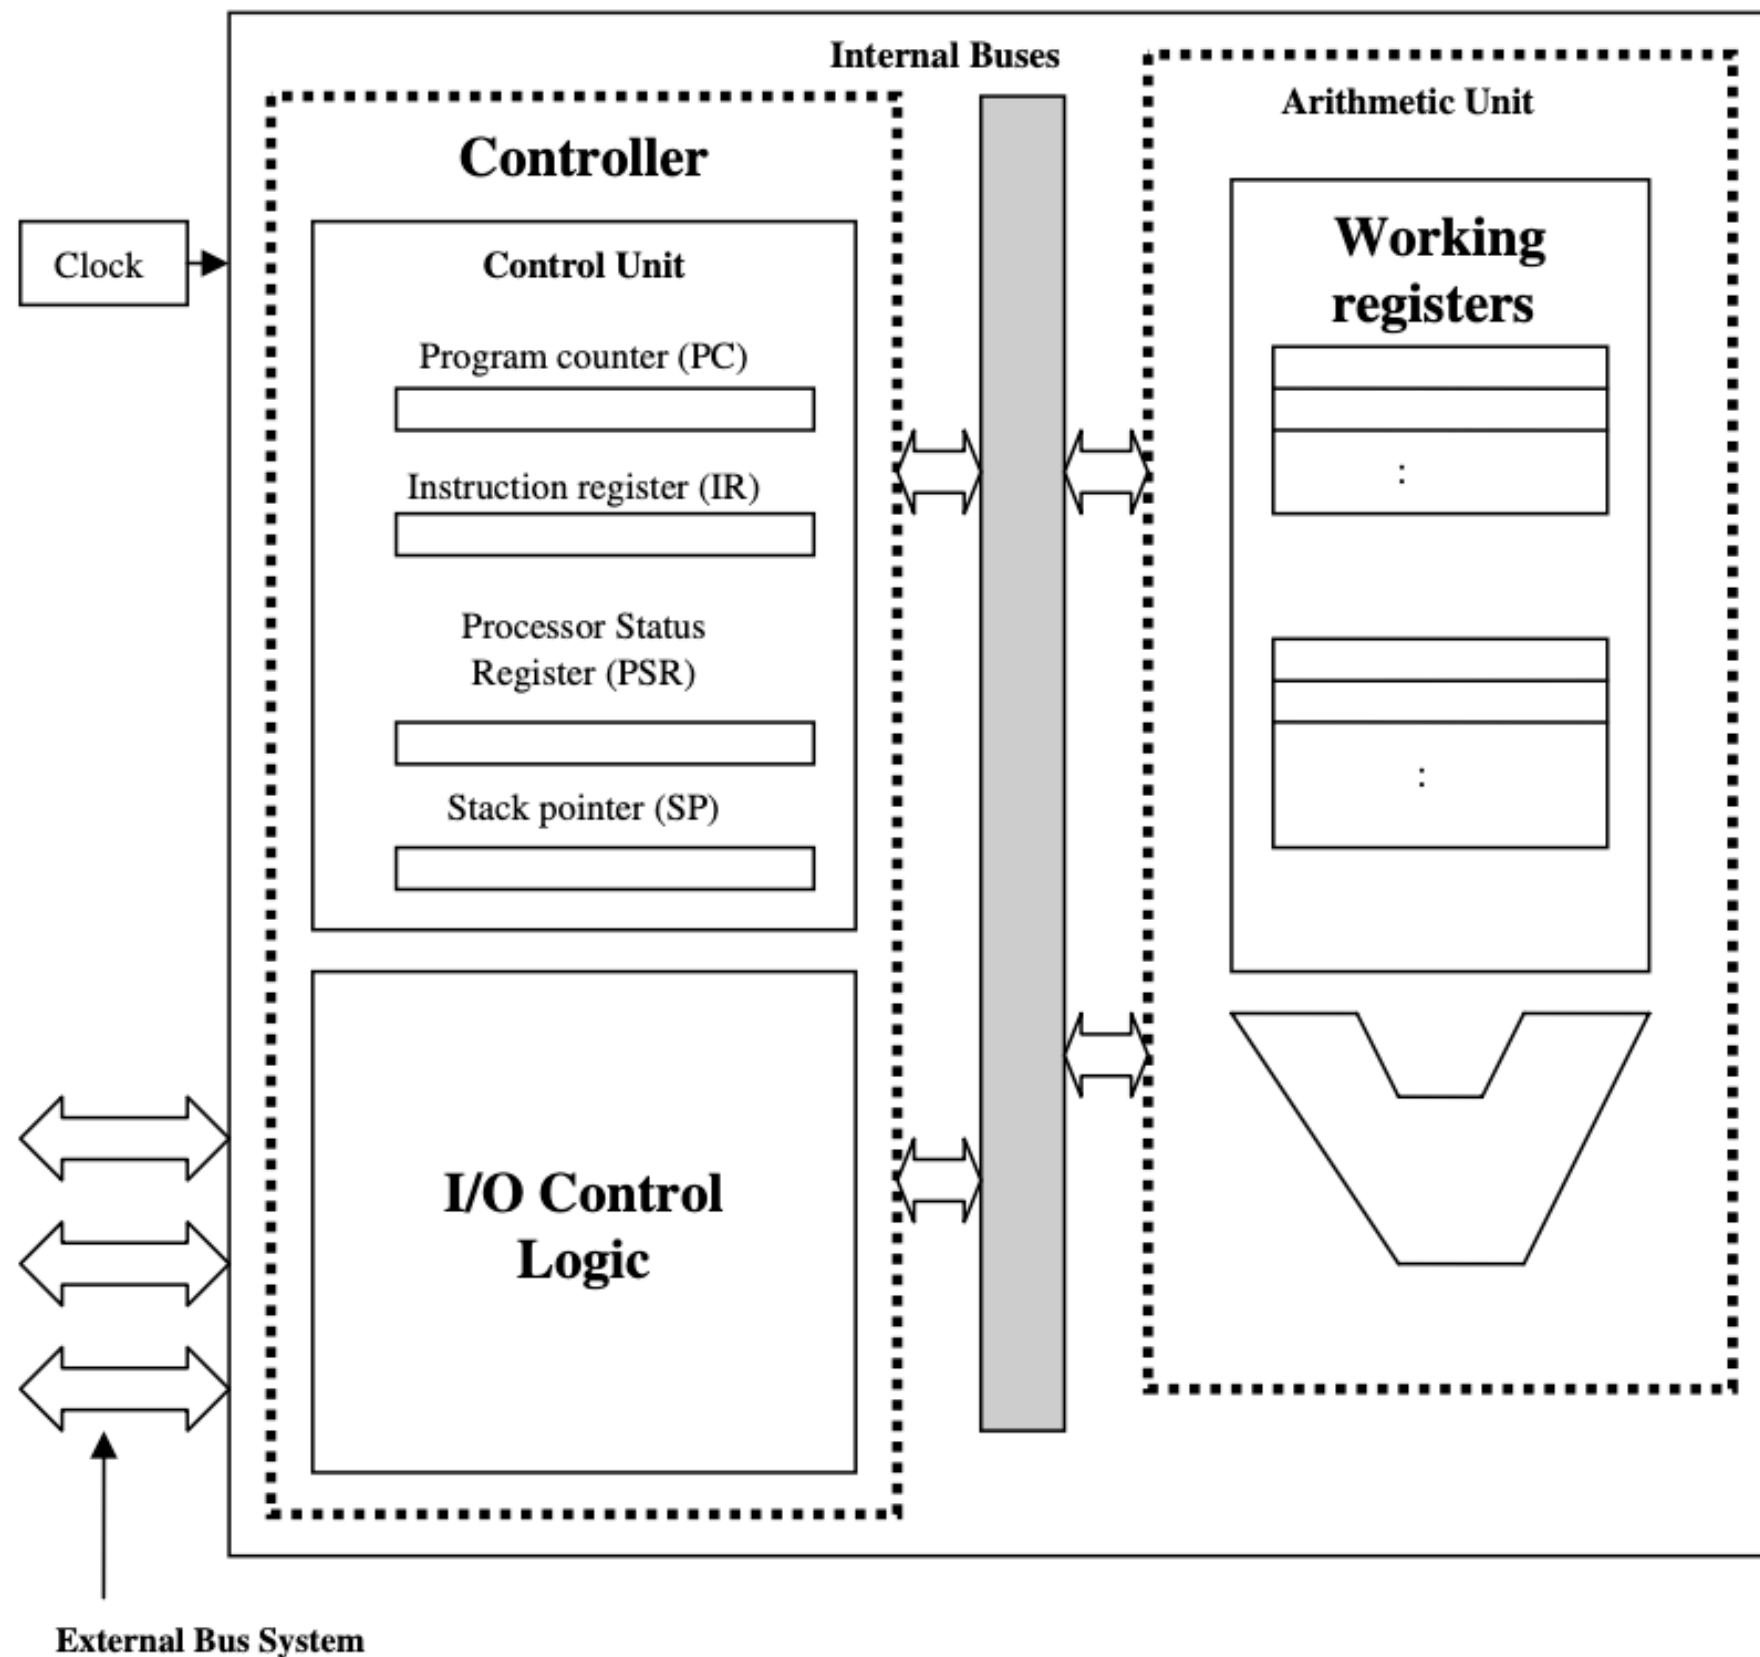 Internal Buses
Arithmetic Unit
Controller
Working
registers
Clock
Control Unit
Program counter (PC)
Instruction register (IR)
:
Processor Status
Register (PSR)
:
Stack pointer (SP)
I/O Control
Logic
External Bus System